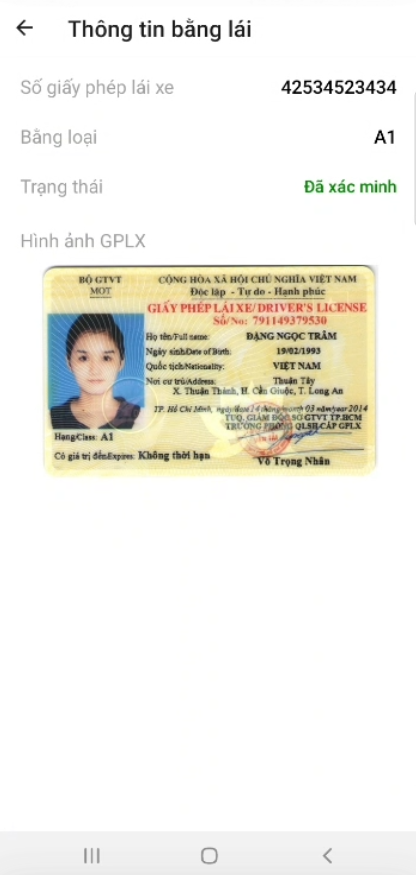 Thông tin bằng lái
Số giấy phép lái xe 42534523434
Bằng loại A1
Trạng thái Đã xác minh
Hình ảnh GPLX
BỘ GTVT
MOT
CỘNG HÒA XÃ HỘI CHỦ NGHĨA VIỆT NAM
Độc lập - Tự do - Hạnh phúc
GIẤY PHÉP LÁI XE/DRIVER'S LICENSE
Số/No: 791149379530
Họ tên/Full name: ĐẶNG NGỌC TRÂM
Ngày sinh/Date of Birth: 19/02/1993
Quốc tịch/Nationality: VIỆT NAM
Nơi cư trú/Address: Thuận Tây
X. Thuận Thành, H. Cần Giuộc, T. Long An
TP. Hồ Chí Minh, ngày/date 14 tháng/month 03 năm/year 2014
TUQ. GIÁM ĐỐC SỞ GTVT TP.HCM
TRƯỞNG PHÒNG QLSH CẤP GPLX
Hạng/Class: A1
Có giá trị đến/Expires: Không thời hạn
Võ Trọng Nhân